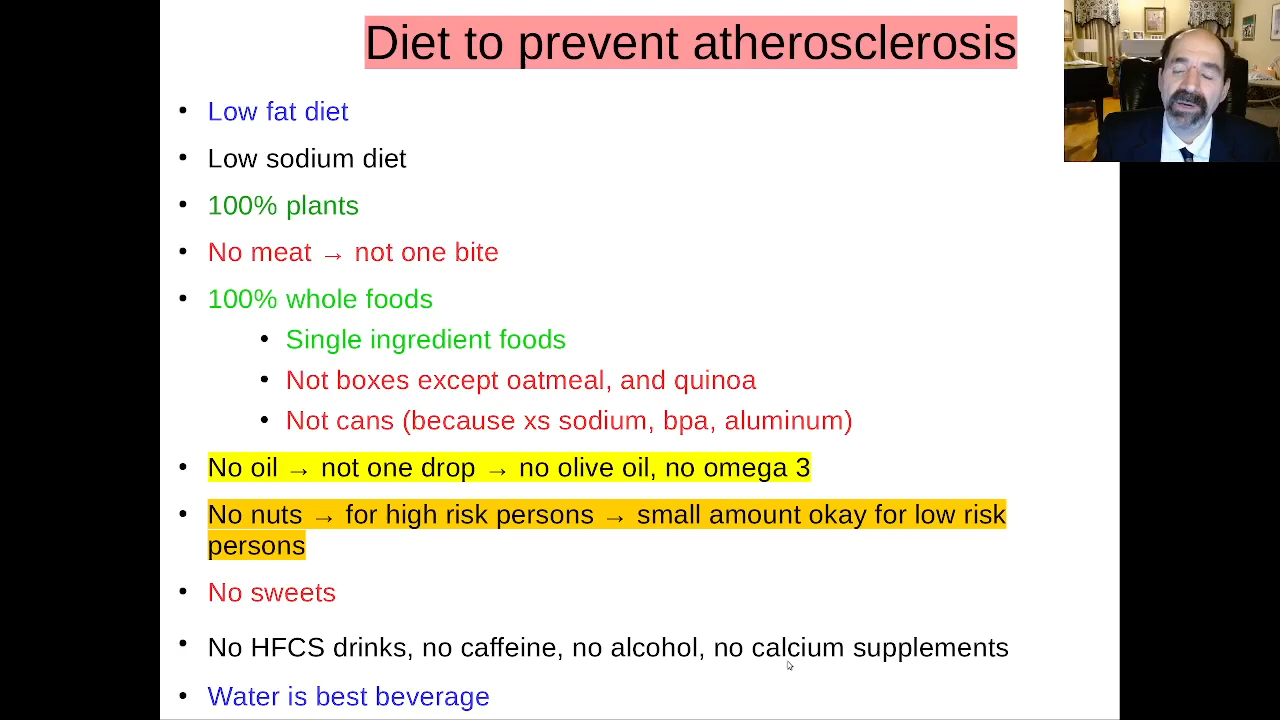 Diet to prevent atherosclerosis
• Low fat diet
• Low sodium diet
• 100% plants
• No meat → not one bite
• 100% whole foods
• Single ingredient foods
• Not boxes except oatmeal, and quinoa
• Not cans (because xs sodium, bpa, aluminum)
• No oil → not one drop → no olive oil, no omega 3
• No nuts → for high risk persons → small amount okay for low risk
persons
• No sweets
• No HFCS drinks, no caffeine, no alcohol, no calcium supplements
• Water is best beverage